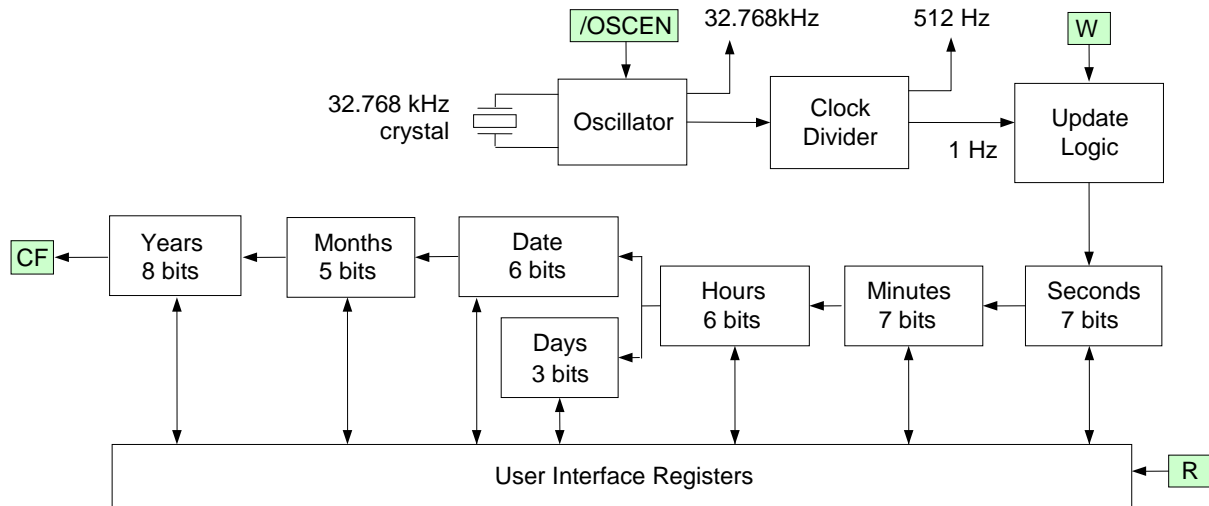 /OSCEN
32.768kHz
512 Hz
W
32.768 kHz
crystal
Oscillator
Clock
Divider
1 Hz
Update
Logic
CF
Years
8 bits
Months
5 bits
Date
6 bits
Days
3 bits
Hours
6 bits
Minutes
7 bits
Seconds
7 bits
User Interface Registers
R